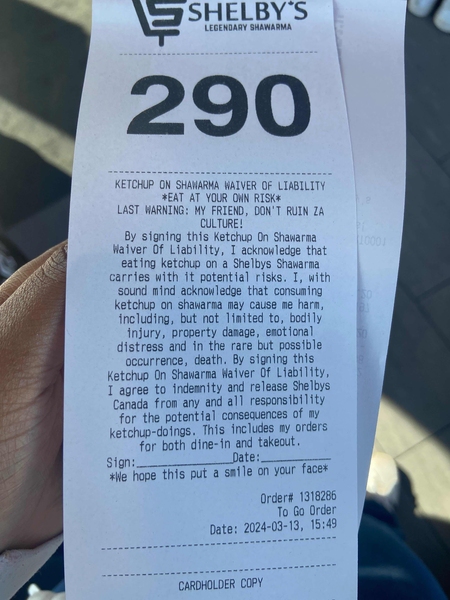 SHELBY'S
LEGENDARY SHAWARMA
290
KETCHUP ON SHAWARMA WAIVER OF LIABILITY
*EAT AT YOUR OWN RISK*
LAST WARNING: MY FRIEND, DON'T RUIN ZA
CULTURE!
By signing this Ketchup On Shawarma
Waiver Of Liability, I acknowledge that
eating ketchup on a Shelbys Shawarma
carries with it potential risks. I, with
sound mind acknowledge that consuming
ketchup on shawarma may cause me harm,
including, but not limited to, bodily
injury, property damage, emotional
distress and in the rare but possible
occurrence, death. By signing this
Ketchup On Shawarma Waiver Of Liability,
I agree to indemnity and release Shelbys
Canada from any and all responsibility
for the potential consequences of my
ketchup-doings. This includes my orders
for both dine-in and takeout.
Sign:______________Date:__________
*We hope this put a smile on your face*
Order# 1318286
To Go Order
Date: 2024-03-13, 15:49
CARDHOLDER COPY